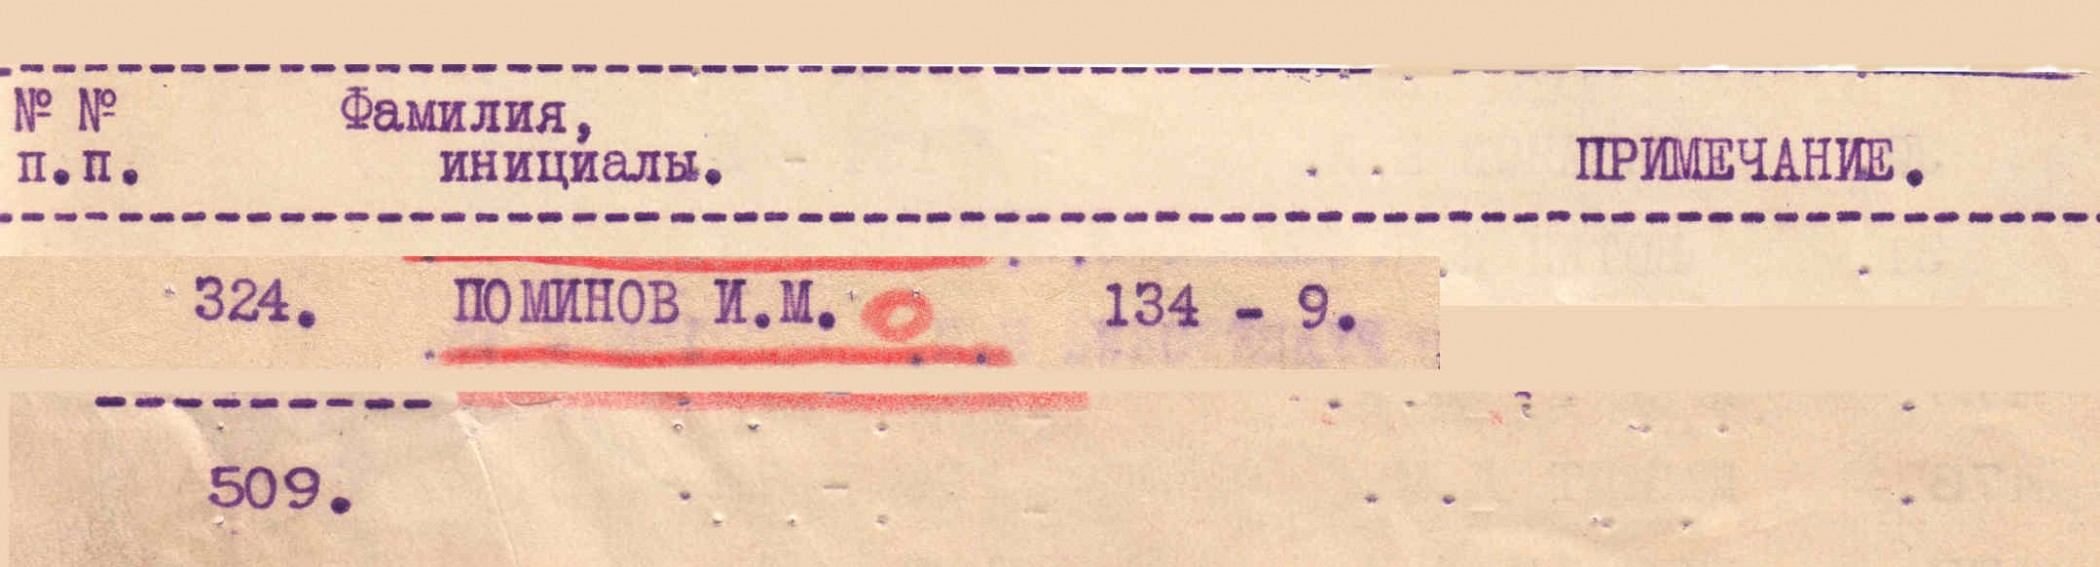 № № Фамилия,
п.п. инициалы. ПРИМЕЧАНИЕ.
324. ПОМИНОВ И.М. 134 - 9.
509.